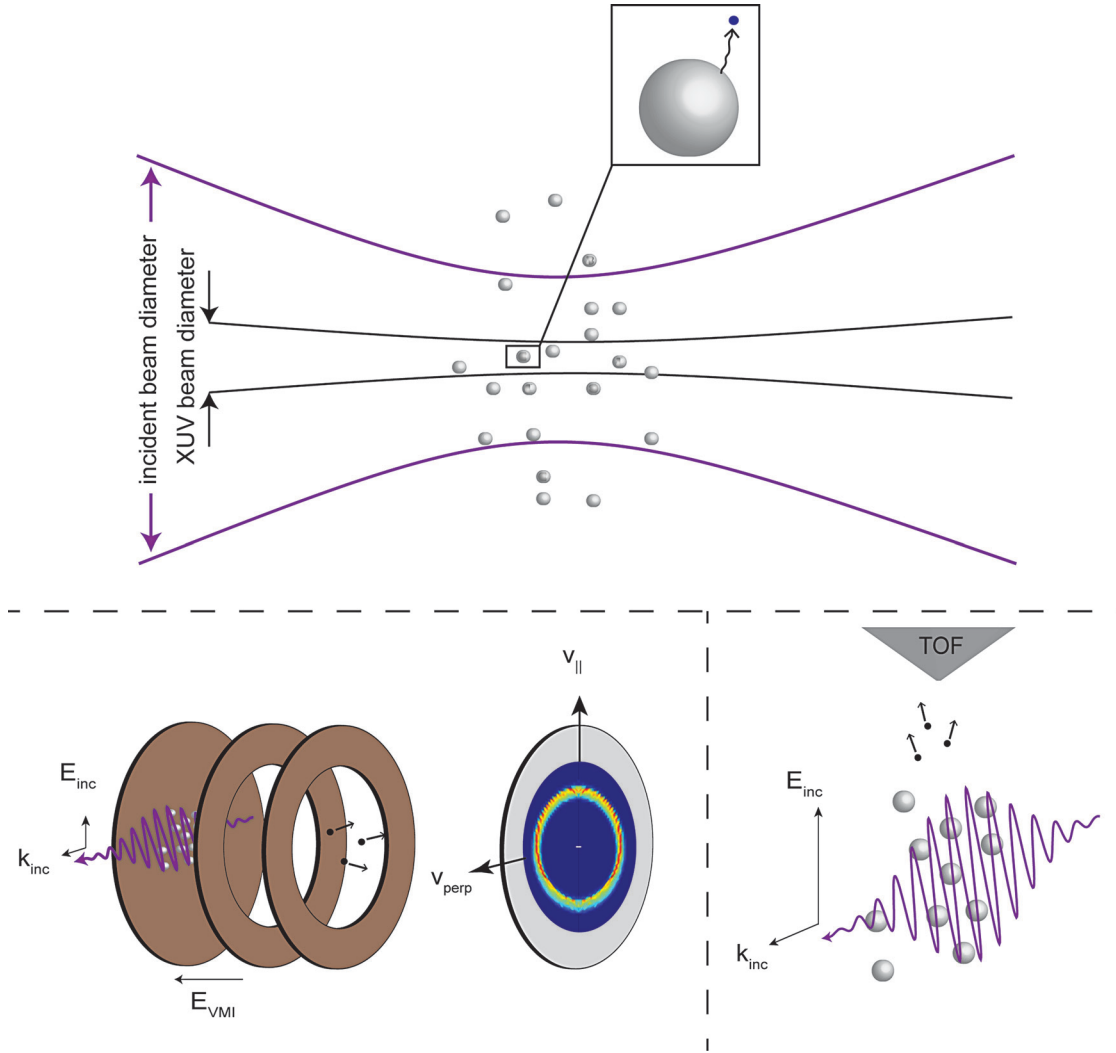 incident beam diameter
XUV beam diameter
E_inc
k_inc
E_VMI
v_||
v_perp
TOF
E_inc
k_inc